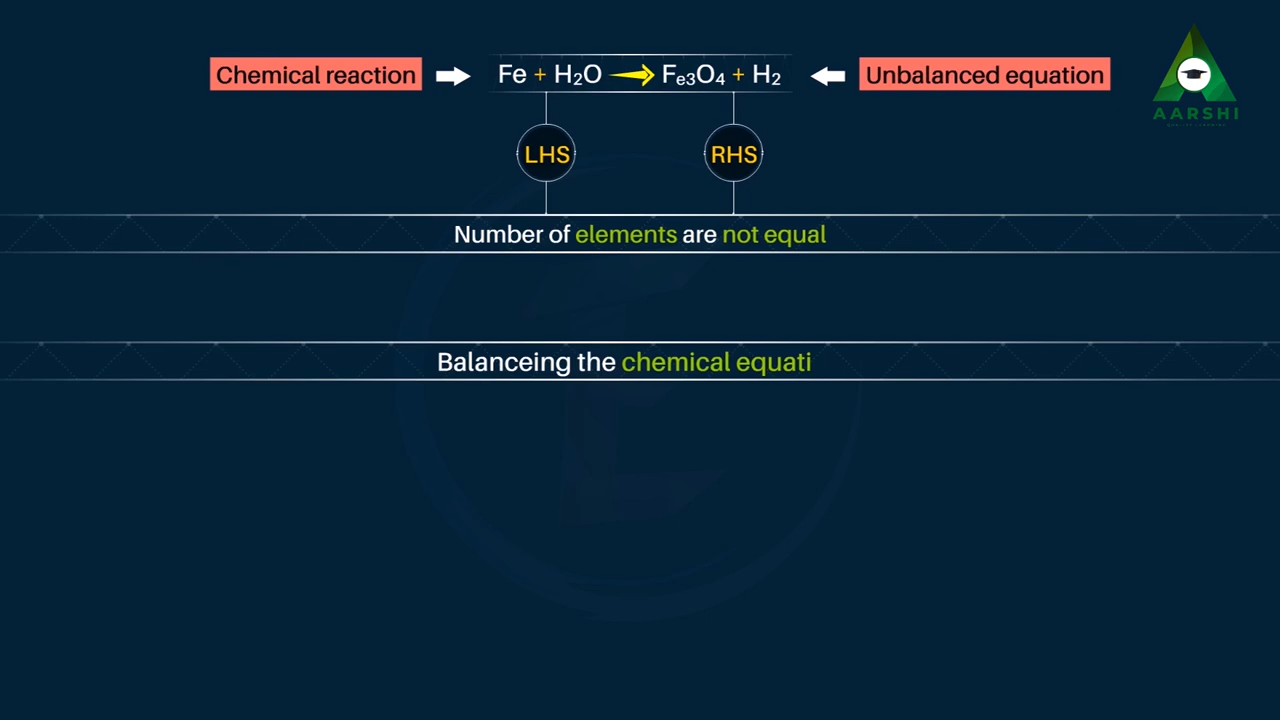 Chemical reaction Fe + H₂O → Fe₃O₄ + H₂ Unbalanced equation
AARSHI
LHS RHS
Number of elements are not equal
Balanceing the chemical equati